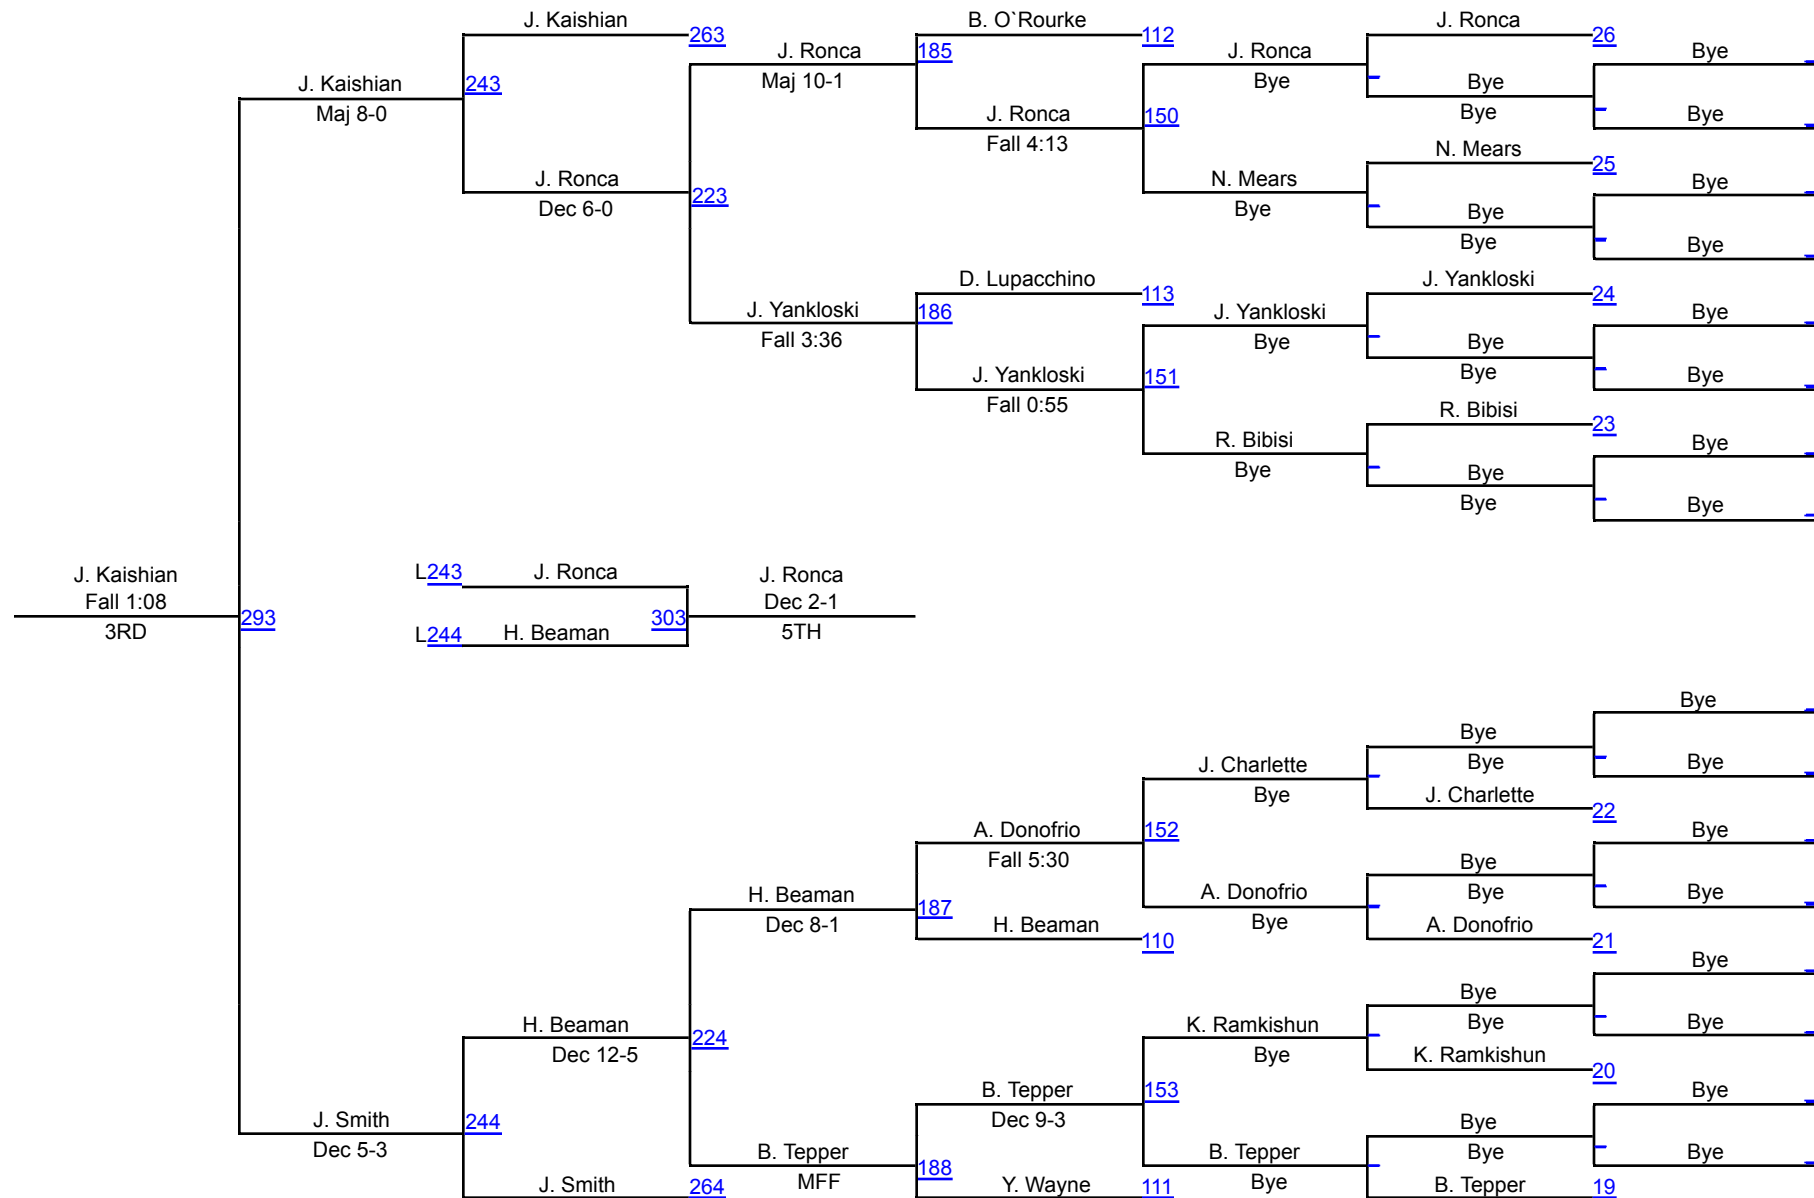 J. Kaishian
B. O`Rourke
J. Ronca
263
J. Ronca
185
112
J. Ronca
26
Bye
J. Kaishian
243
Maj 10-1
Bye
Bye
Maj 8-0
J. Ronca
150
Bye
Bye
Fall 4:13
N. Mears
25
J. Ronca
223
N. Mears
Bye
Dec 6-0
Bye
Bye
Bye
Bye
D. Lupacchino
J. Yankloski
113
24
J. Yankloski
186
J. Yankloski
Bye
Fall 3:36
Bye
Bye
J. Yankloski
151
Bye
Bye
Fall 0:55
R. Bibisi
23
R. Bibisi
Bye
Bye
Bye
Bye
Bye
J. Kaishian
L243
J. Ronca
J. Ronca
Fall 1:08
Dec 2-1
293
303
3RD
L244
H. Beaman
5TH
Bye
Bye
J. Charlette
Bye
Bye
Bye
J. Charlette
22
A. Donofrio
152
Bye
Fall 5:30
Bye
H. Beaman
187
A. Donofrio
Bye
Bye
Dec 8-1
H. Beaman
110
Bye
A. Donofrio
21
Bye
Bye
H. Beaman
224
K. Ramkishun
Bye
Bye
Dec 12-5
Bye
K. Ramkishun
20
B. Tepper
153
Bye
J. Smith
244
Dec 9-3
Bye
Dec 5-3
B. Tepper
B. Tepper
Bye
Bye
188
MFF
Bye
J. Smith
264
Y. Wayne
111
B. Tepper
19